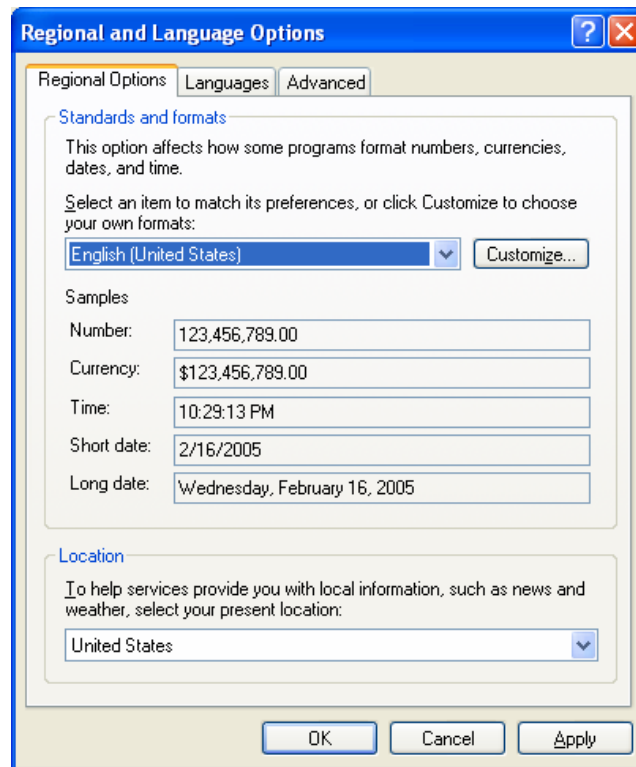 Regional and Language Options
Regional Options Languages Advanced
Standards and formats
This option affects how some programs format numbers, currencies,
dates, and time.
Select an item to match its preferences, or click Customize to choose
your own formats:
English (United States) Customize...
Samples
Number: 123,456,789.00
Currency: $123,456,789.00
Time: 10:29:13 PM
Short date: 2/16/2005
Long date: Wednesday, February 16, 2005
Location
To help services provide you with local information, such as news and
weather, select your present location:
United States
OK Cancel Apply